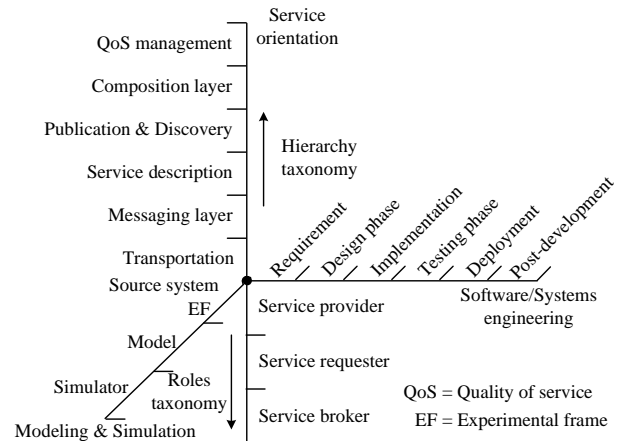 Service
orientation
QoS management
Composition layer
Publication & Discovery
Service description
Messaging layer
Transportation
Hierarchy
taxonomy
Requirement
Design phase
Implementation
Testing phase
Deployment
Post-development
Software/Systems
engineering
Source system
EF
Model
Simulator
Modeling & Simulation
Roles
taxonomy
Service provider
Service requester
Service broker
QoS = Quality of service
EF = Experimental frame